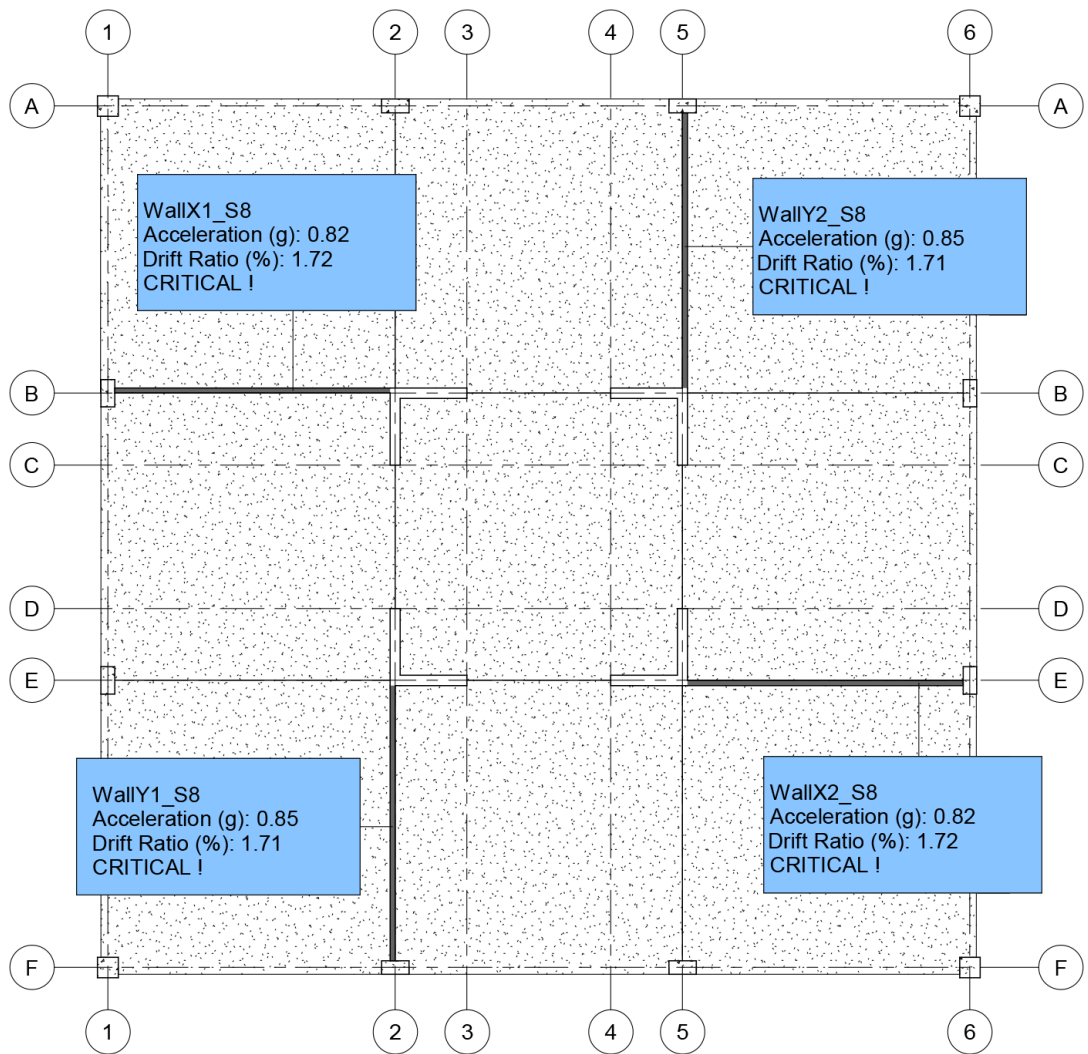 1 2 3 4 5 6
A A
WallX1_S8
Acceleration (g): 0.82
Drift Ratio (%): 1.72
CRITICAL !
WallY2_S8
Acceleration (g): 0.85
Drift Ratio (%): 1.71
CRITICAL !
B B
C C
D D
E E
WallY1_S8
Acceleration (g): 0.85
Drift Ratio (%): 1.71
CRITICAL !
WallX2_S8
Acceleration (g): 0.82
Drift Ratio (%): 1.72
CRITICAL !
F F
1 2 3 4 5 6